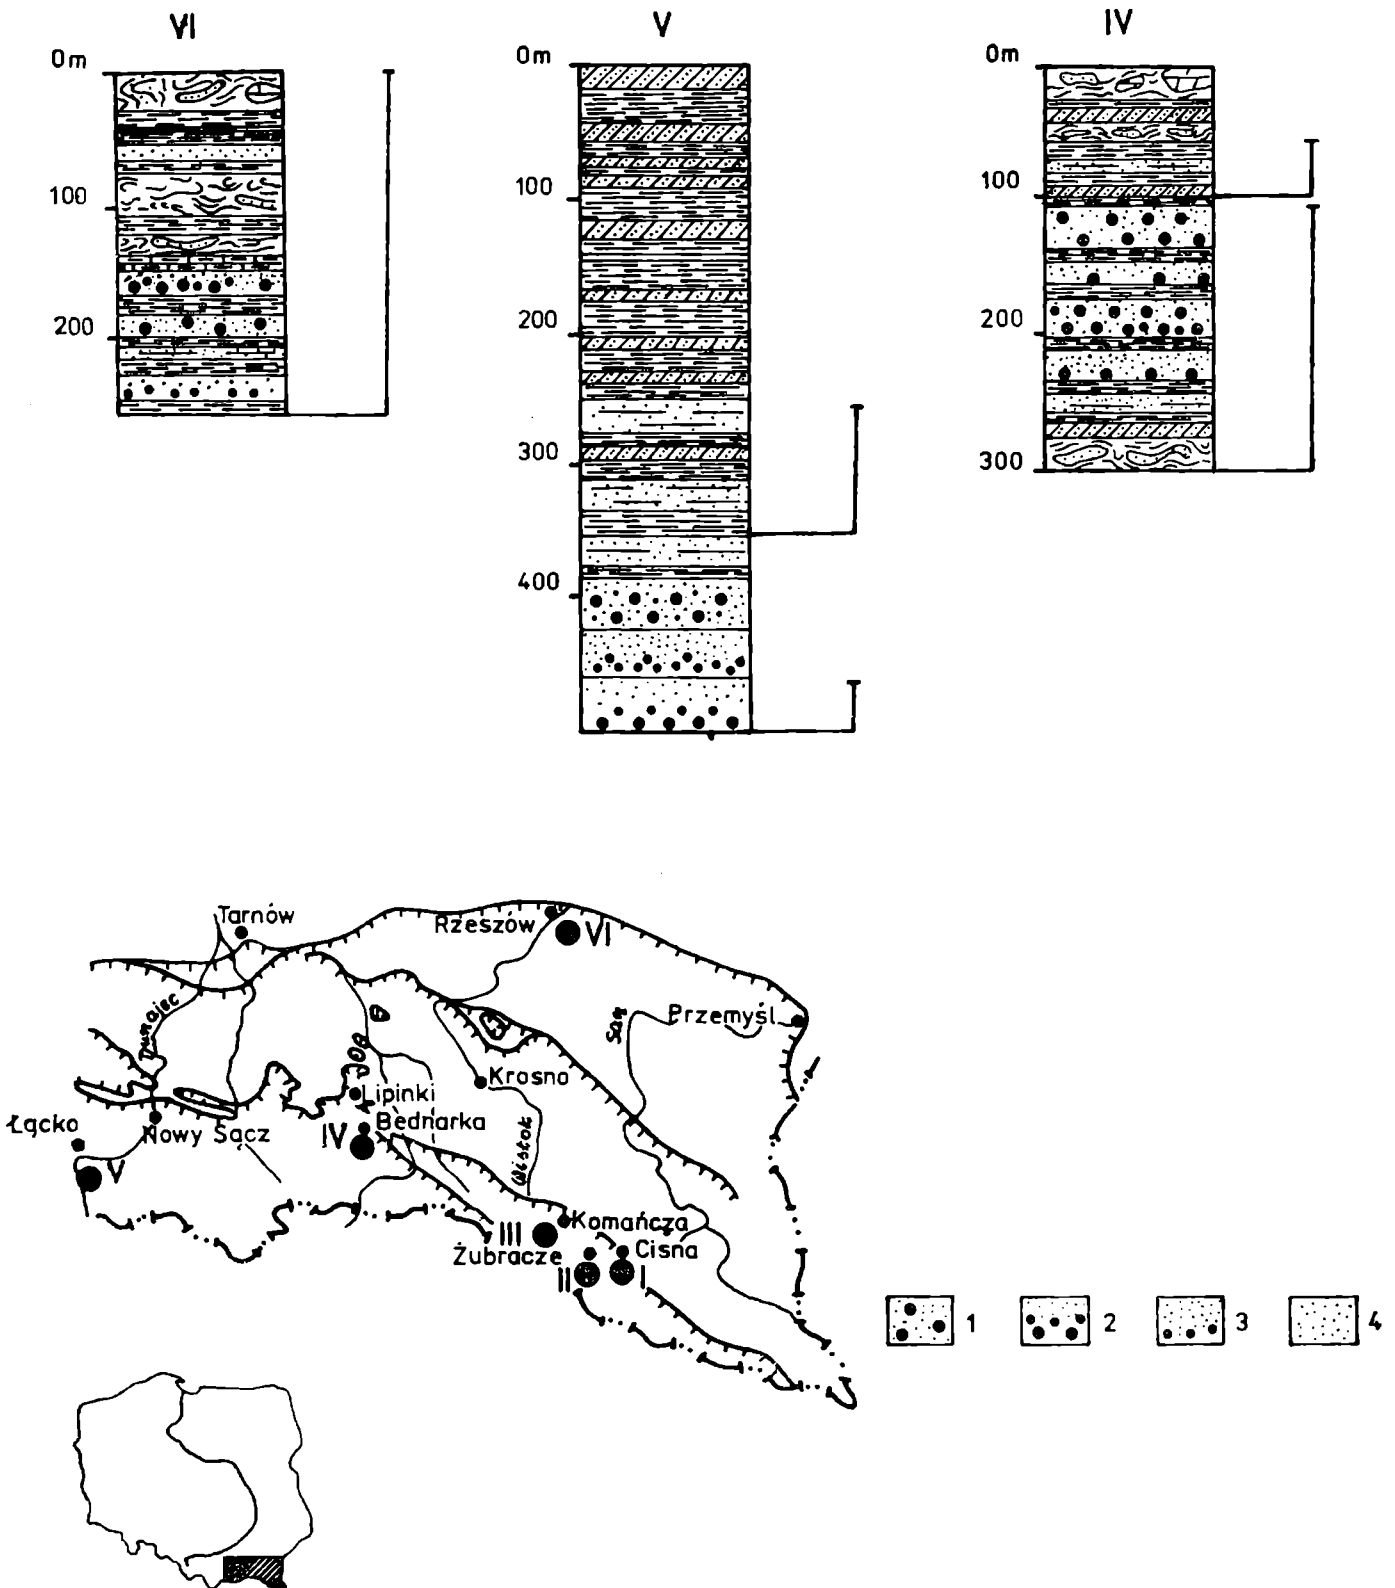 VI
V
IV
0m
100
200
0m
100
200
300
400
0m
100
200
300
Tarnów
Rzeszów
VI
Dunajec
San
Przemyśl
Krosno
Lipinki
Bednarka
Łącko
Nowy Sącz
IV
V
Wisłok
III
Komańcza
Żubracze
Cisna
II
I
1
2
3
4